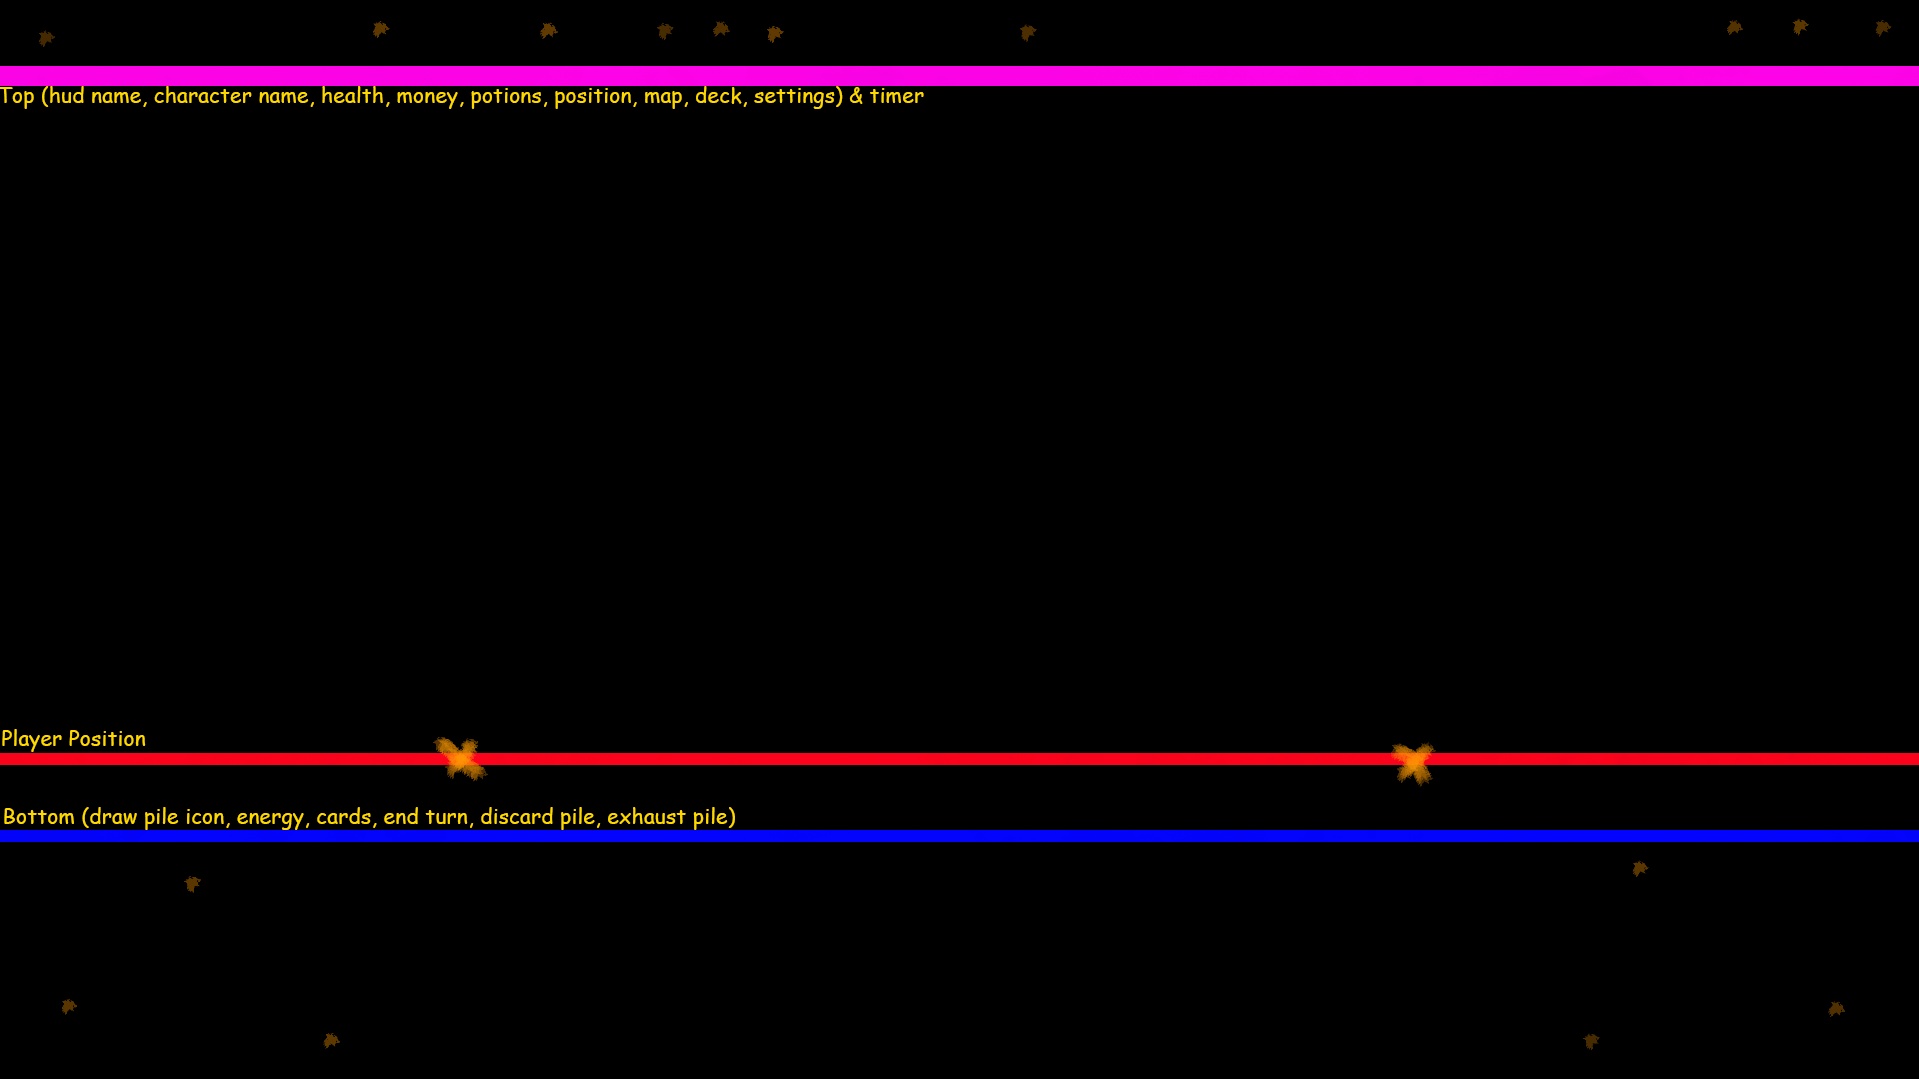 Top (hud name, character name, health, money, potions, position, map, deck, settings) & timer
Player Position
Bottom (draw pile icon, energy, cards, end turn, discard pile, exhaust pile)